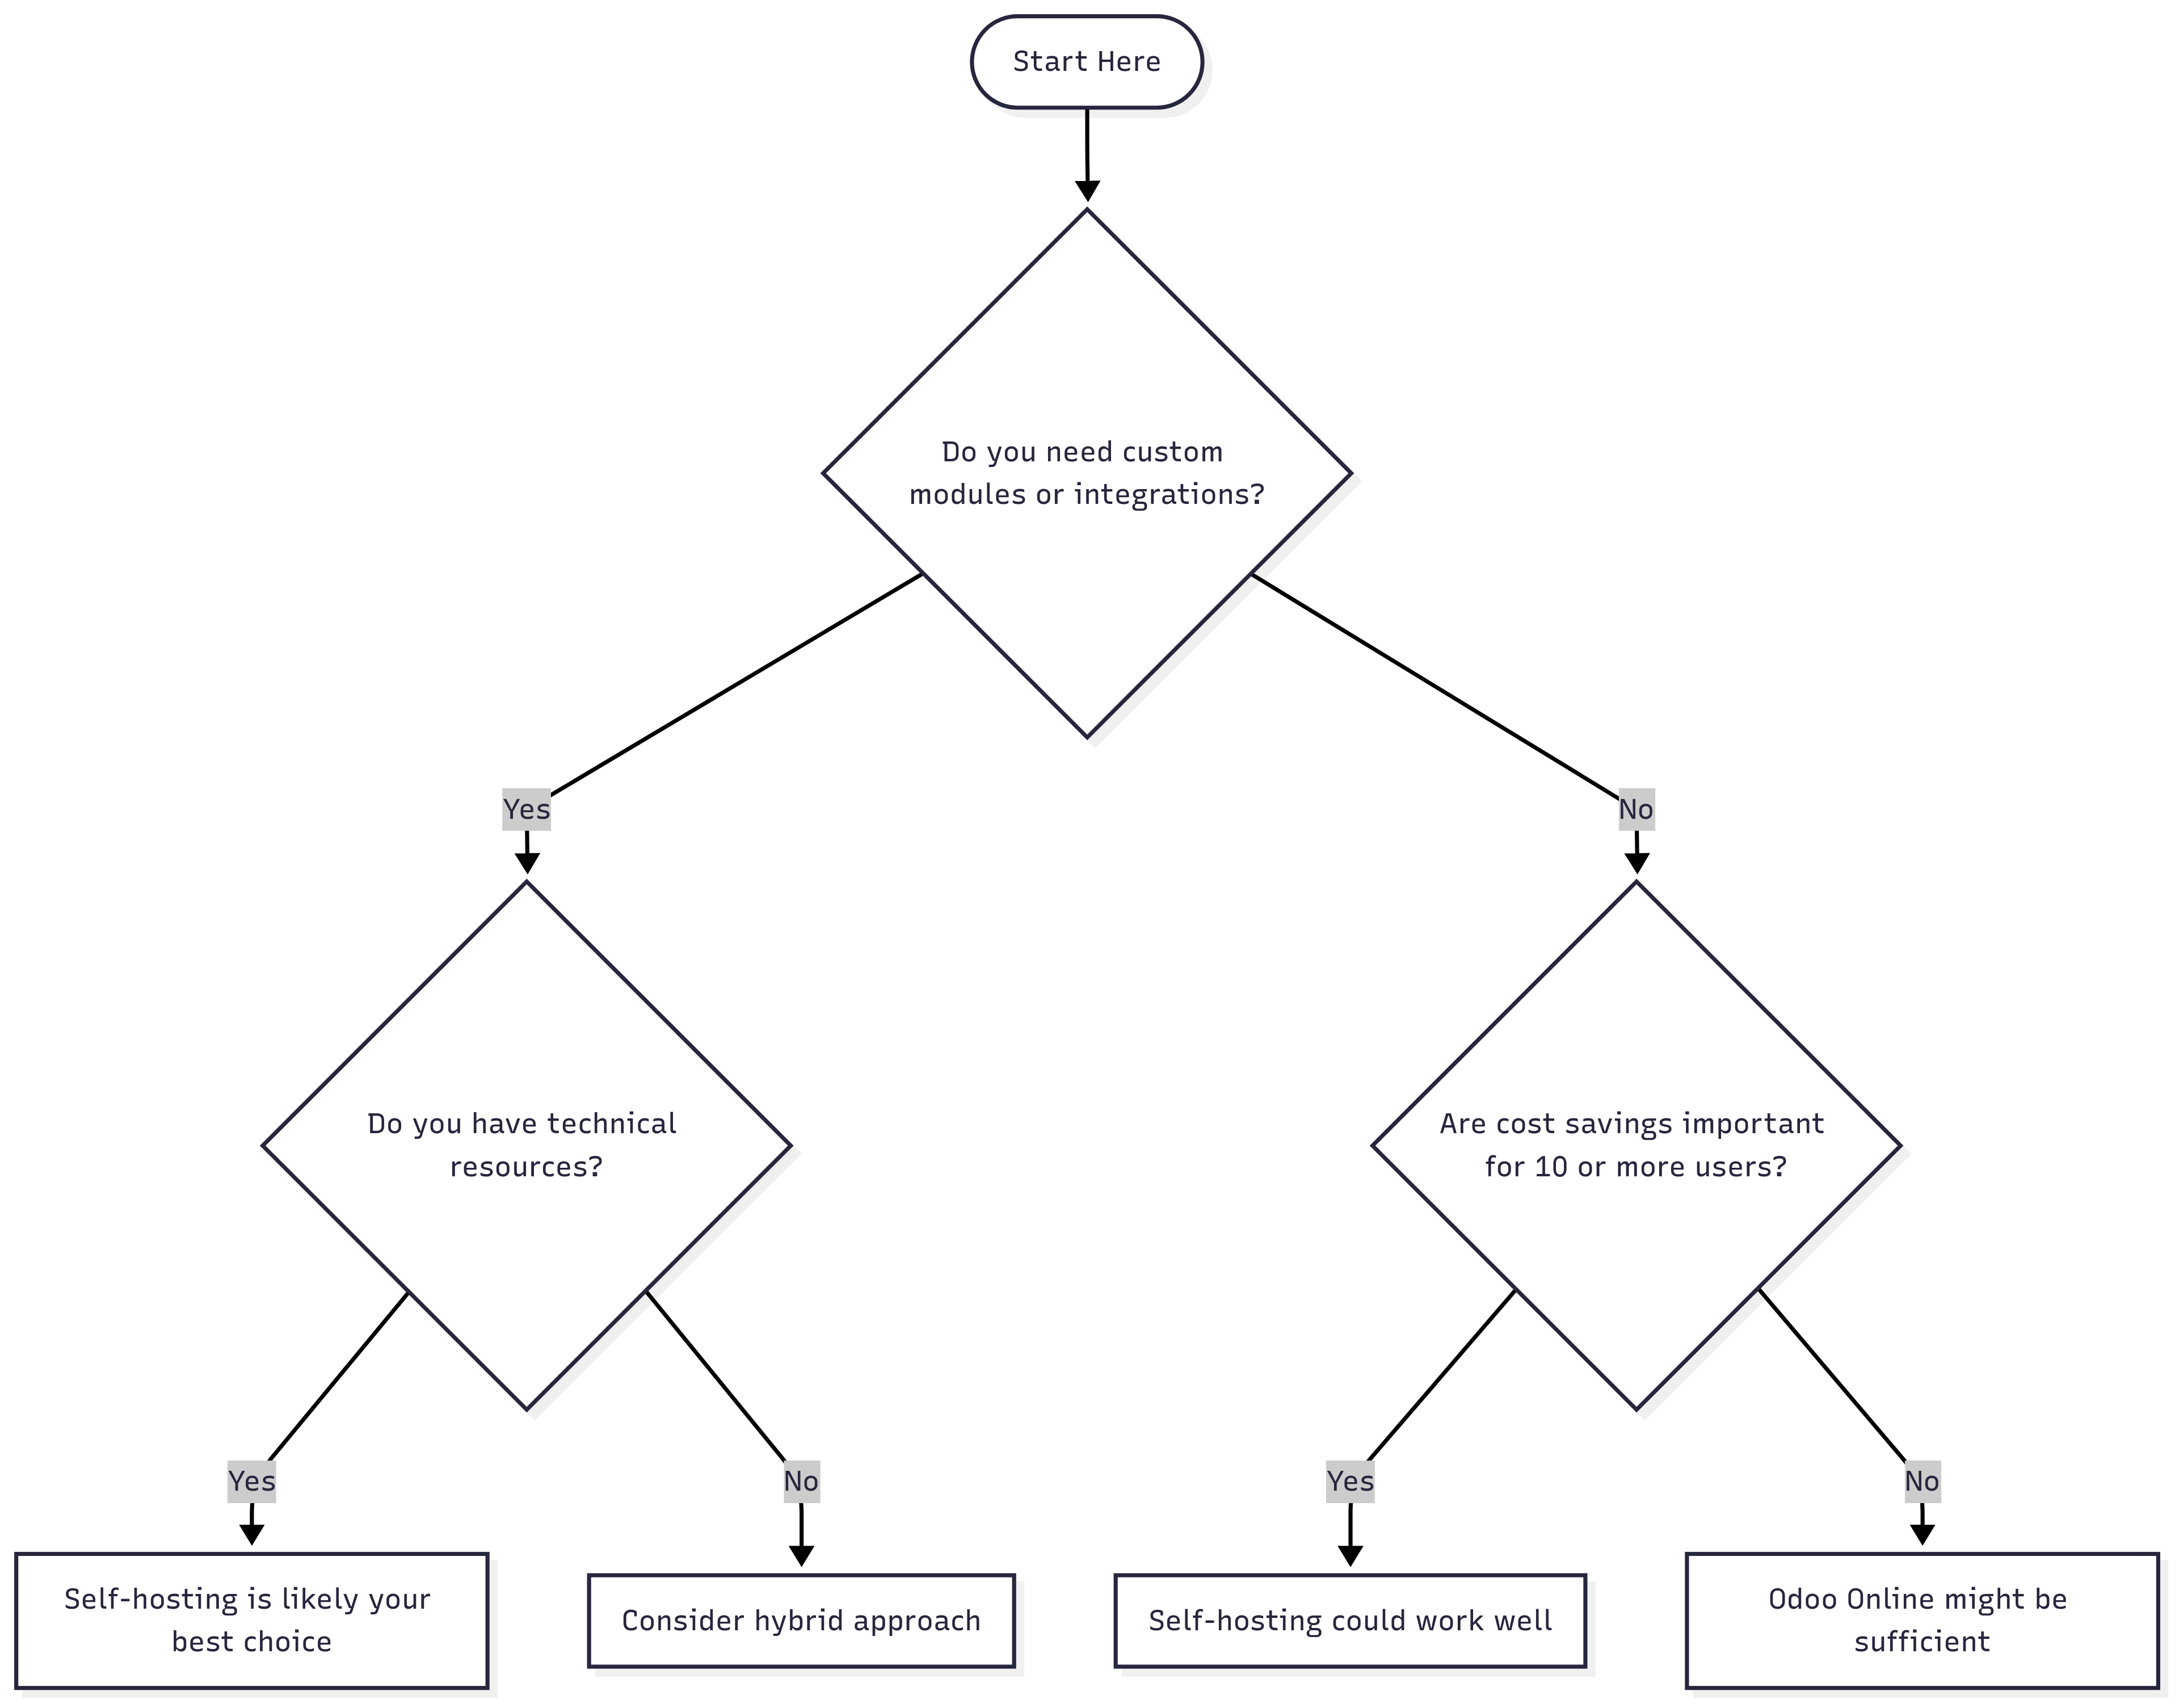 Start Here
Do you need custom
modules or integrations?
Yes
No
Do you have technical
resources?
Are cost savings important
for 10 or more users?
Yes
No
Yes
No
Self-hosting is likely your
best choice
Consider hybrid approach
Self-hosting could work well
Odoo Online might be
sufficient